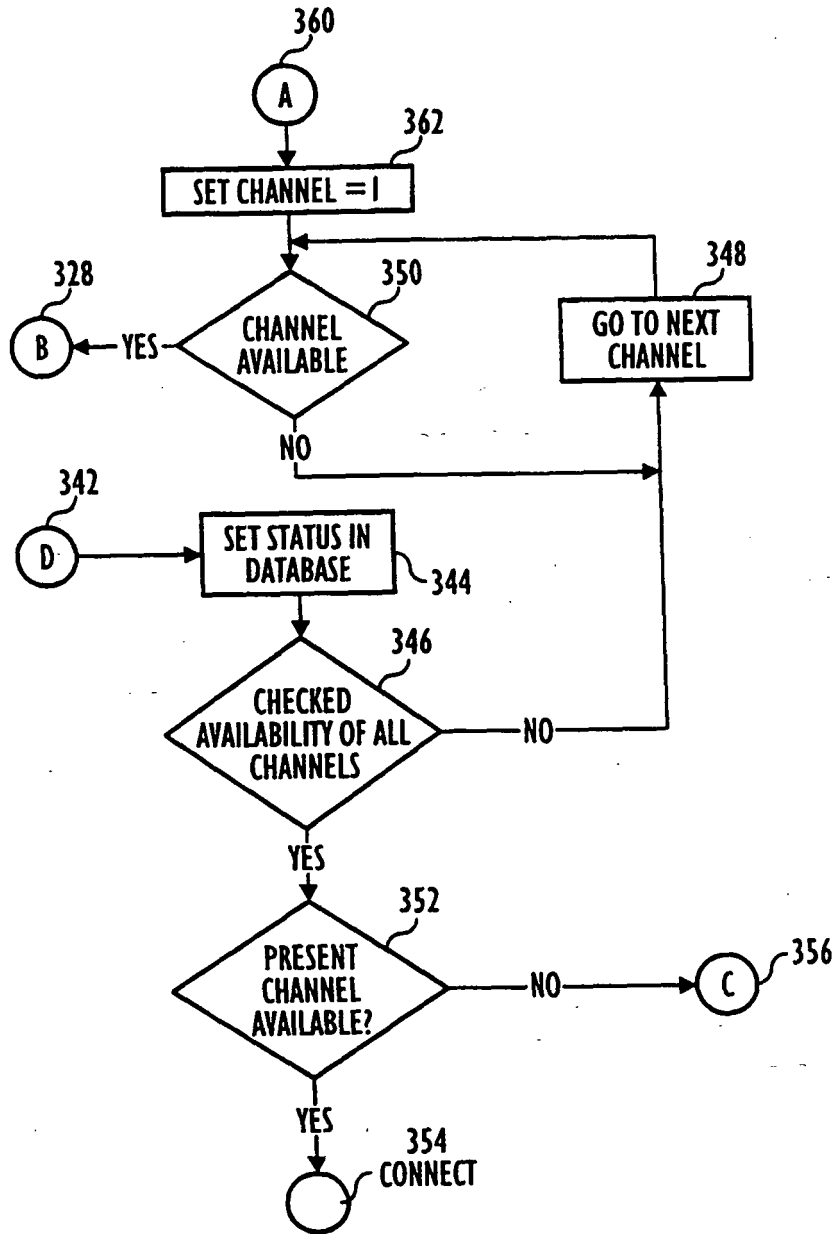 360
A
362
SET CHANNEL = 1
348
328
350
B
YES
CHANNEL
AVAILABLE
GO TO NEXT
CHANNEL
NO
342
D
SET STATUS IN
DATABASE
344
346
CHECKED
AVAILABILITY OF ALL
CHANNELS
NO
YES
352
PRESENT
CHANNEL
AVAILABLE?
NO
C
356
YES
354
CONNECT